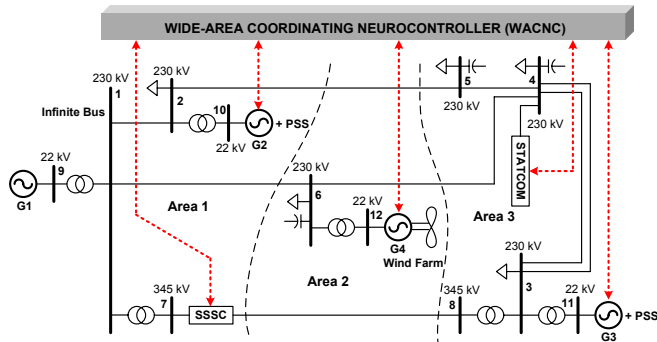 WIDE-AREA COORDINATING NEUROCONTROLLER (WACNC)
230 kV
1
Infinite Bus
230 kV
2
10
22 kV
G2
+ PSS
5
230 kV
4
230 kV
STATCOM
22 kV
9
G1
Area 1
230 kV
6
22 kV
12
G4
Wind Farm
Area 2
Area 3
230 kV
3
345 kV
7
SSSC
345 kV
8
22 kV
11
G3
+ PSS